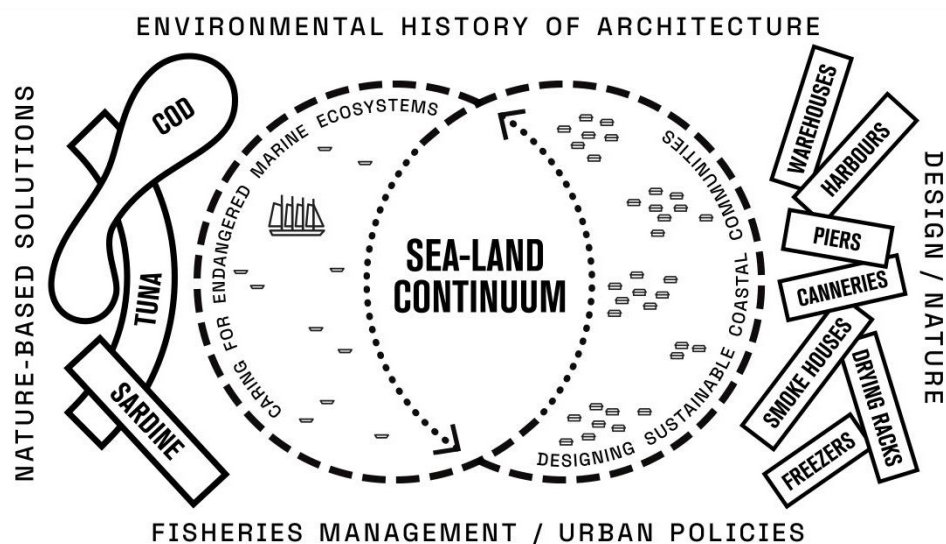 ENVIRONMENTAL HISTORY OF ARCHITECTURE
NATURE-BASED SOLUTIONS
COD
TUNA
SARDINE
CARING FOR ENDANGERED MARINE ECOSYSTEMS
SEA-LAND
CONTINUUM
DESIGNING SUSTAINABLE COASTAL COMMUNITIES
WAREHOUSES
HARBOURS
PIERS
CANNERIES
SMOKE HOUSES
DRYING RACKS
FREEZERS
DESIGN / NATURE
FISHERIES MANAGEMENT / URBAN POLICIES